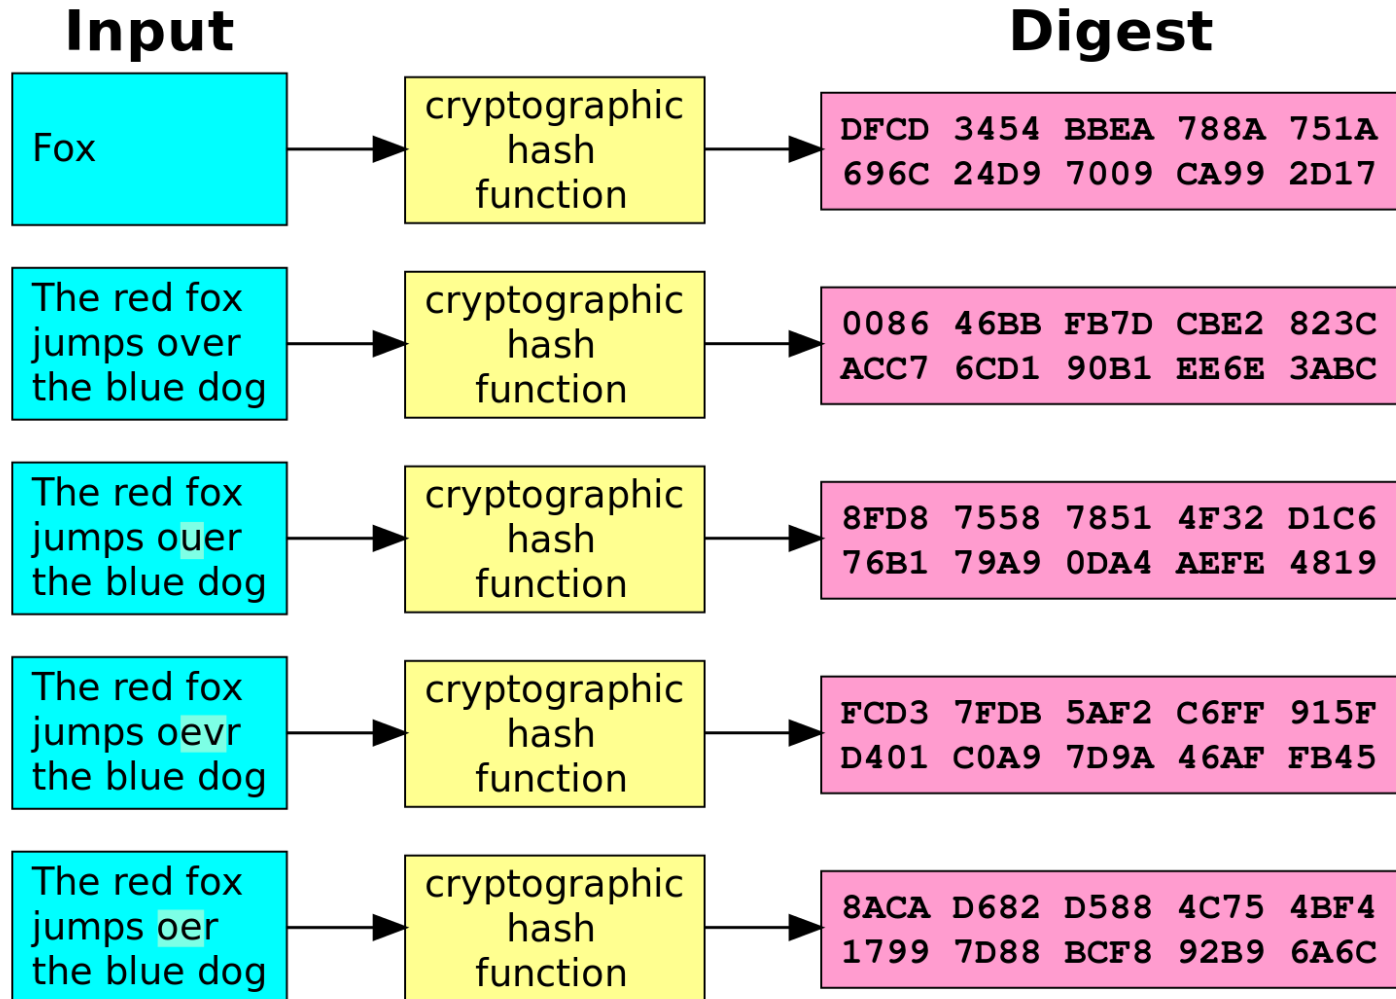 Input
Digest
Fox
cryptographic
hash
function
DFCD 3454 BBEA 788A 751A
696C 24D9 7009 CA99 2D17
The red fox
jumps over
the blue dog
cryptographic
hash
function
0086 46BB FB7D CBE2 823C
ACC7 6CD1 90B1 EE6E 3ABC
The red fox
jumps ouer
the blue dog
cryptographic
hash
function
8FD8 7558 7851 4F32 D1C6
76B1 79A9 0DA4 AEFE 4819
The red fox
jumps oevr
the blue dog
cryptographic
hash
function
FCD3 7FDB 5AF2 C6FF 915F
D401 C0A9 7D9A 46AF FB45
The red fox
jumps oer
the blue dog
cryptographic
hash
function
8ACA D682 D588 4C75 4BF4
1799 7D88 BCF8 92B9 6A6C